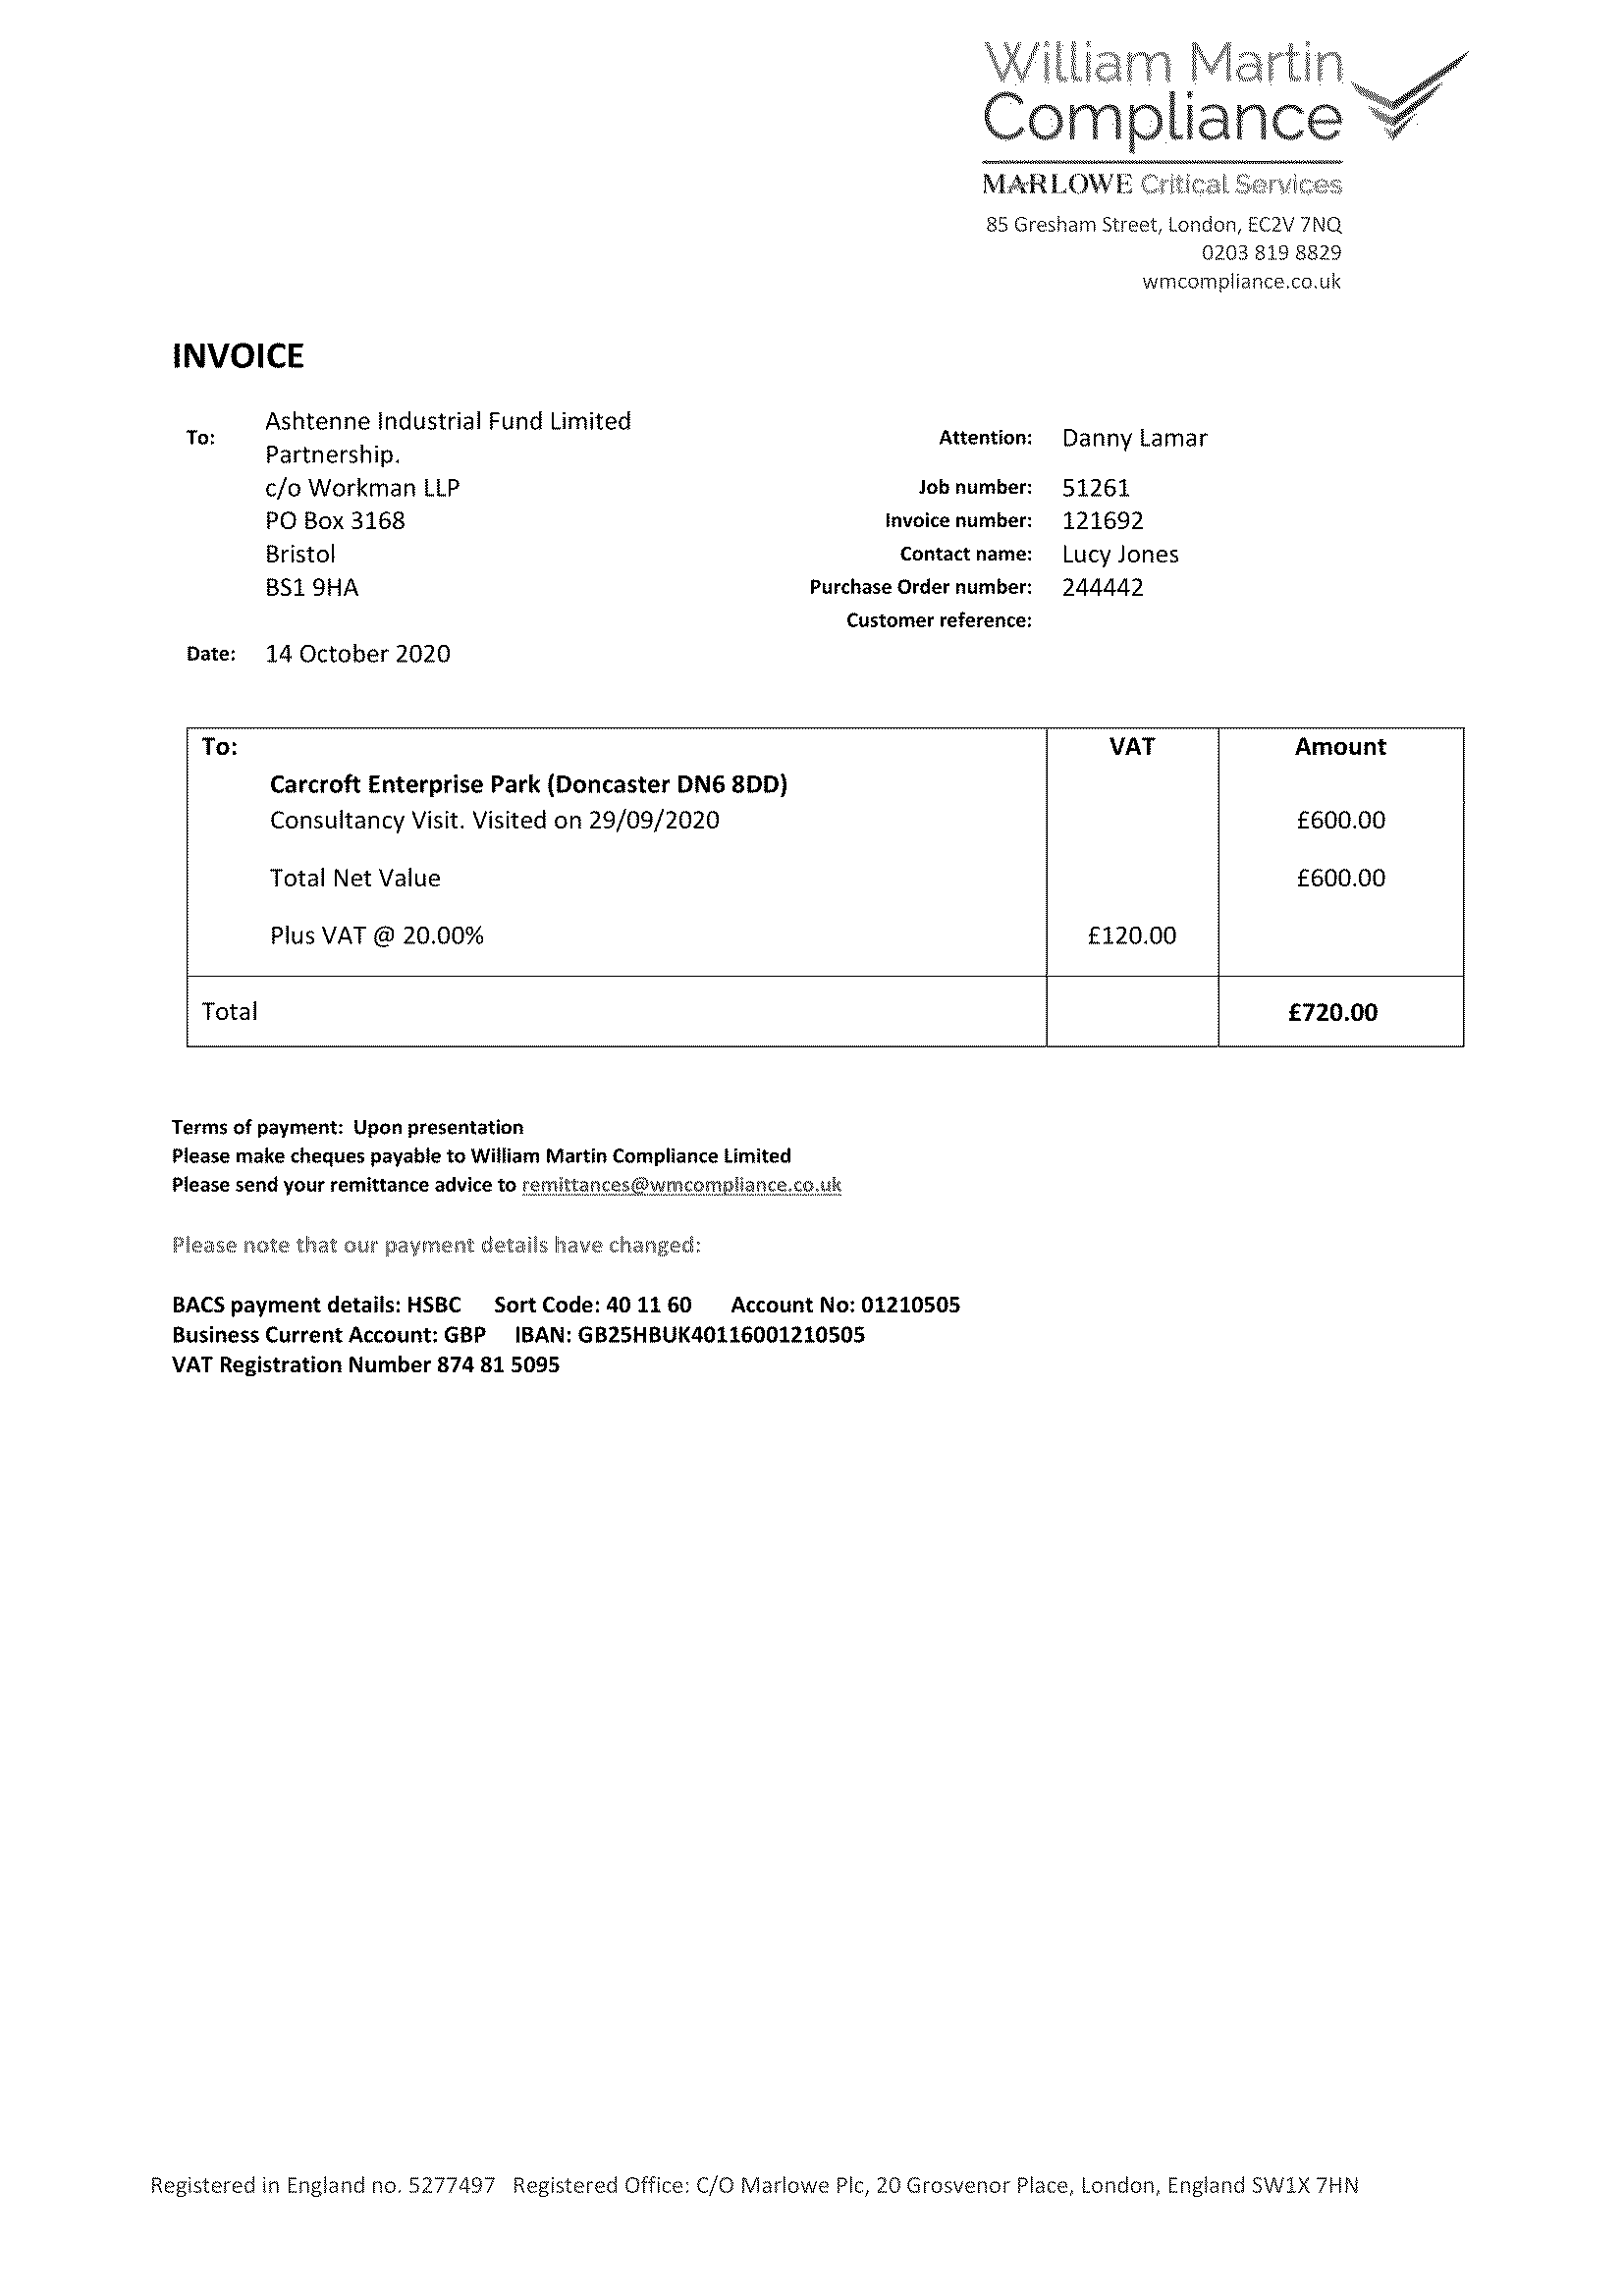 William Martin
Compliance
MARLOWE Critical Services
85 Gresham Street, London, EC2V 7NQ
0203 819 8829
wmcompliance.co.uk
INVOICE
To: Ashtenne Industrial Fund Limited
Partnership.
c/o Workman LLP
PO Box 3168
Bristol
BS1 9HA
Date: 14 October 2020
Attention: Danny Lamar
Job number: 51261
Invoice number: 121692
Contact name: Lucy Jones
Purchase Order number: 244442
Customer reference:
To: VAT Amount
Carcroft Enterprise Park (Doncaster DN6 8DD)
Consultancy Visit. Visited on 29/09/2020 £600.00
Total Net Value £600.00
Plus VAT @ 20.00% £120.00
Total £720.00
Terms of payment: Upon presentation
Please make cheques payable to William Martin Compliance Limited
Please send your remittance advice to remittances@wmcompliance.co.uk
Please note that our payment details have changed:
BACS payment details: HSBC Sort Code: 40 11 60 Account No: 01210505
Business Current Account: GBP IBAN: GB25HBUK40116001210505
VAT Registration Number 874 81 5095
Registered in England no. 5277497 Registered Office: C/O Marlowe Plc, 20 Grosvenor Place, London, England SW1X 7HN